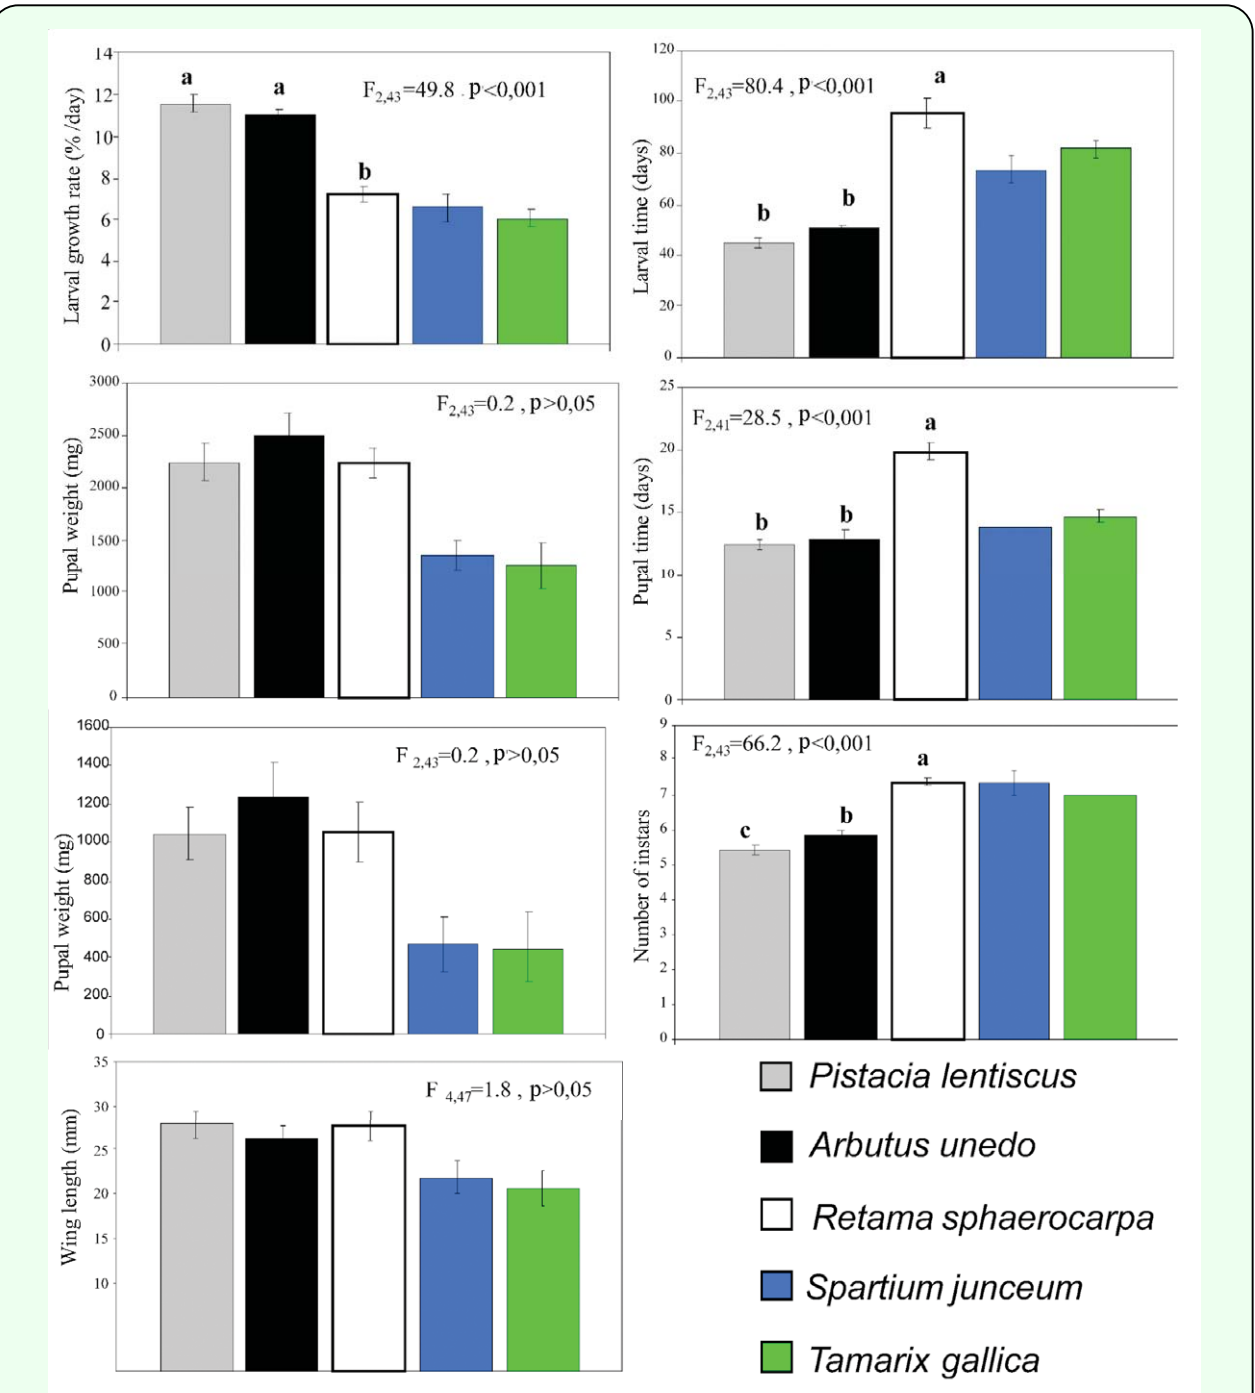 14
12
10
8
6
4
2
0
Larval growth rate (% /day)
a
a
b
F2,43=49.8 . p<0,001
120
100
80
60
40
20
0
Larval time (days)
F2,43=80.4 , p<0,001
b
b
a
3000
2500
2000
1500
1000
500
0
Pupal weight (mg)
F2,43=0.2 , p>0,05
25
20
15
10
5
0
Pupal time (days)
F2,41=28.5 , p<0,001
b
b
a
1600
1400
1200
1000
800
600
400
200
0
Pupal weight (mg)
F 2,43=0.2 , p>0,05
9
8
7
6
5
4
3
2
1
0
Number of instars
F2,43=66.2 , p<0,001
c
b
a
35
30
25
20
15
10
Wing length (mm)
F 4,47=1.8 , p>0,05
Pistacia lentiscus
Arbutus unedo
Retama sphaerocarpa
Spartium junceum
Tamarix gallica